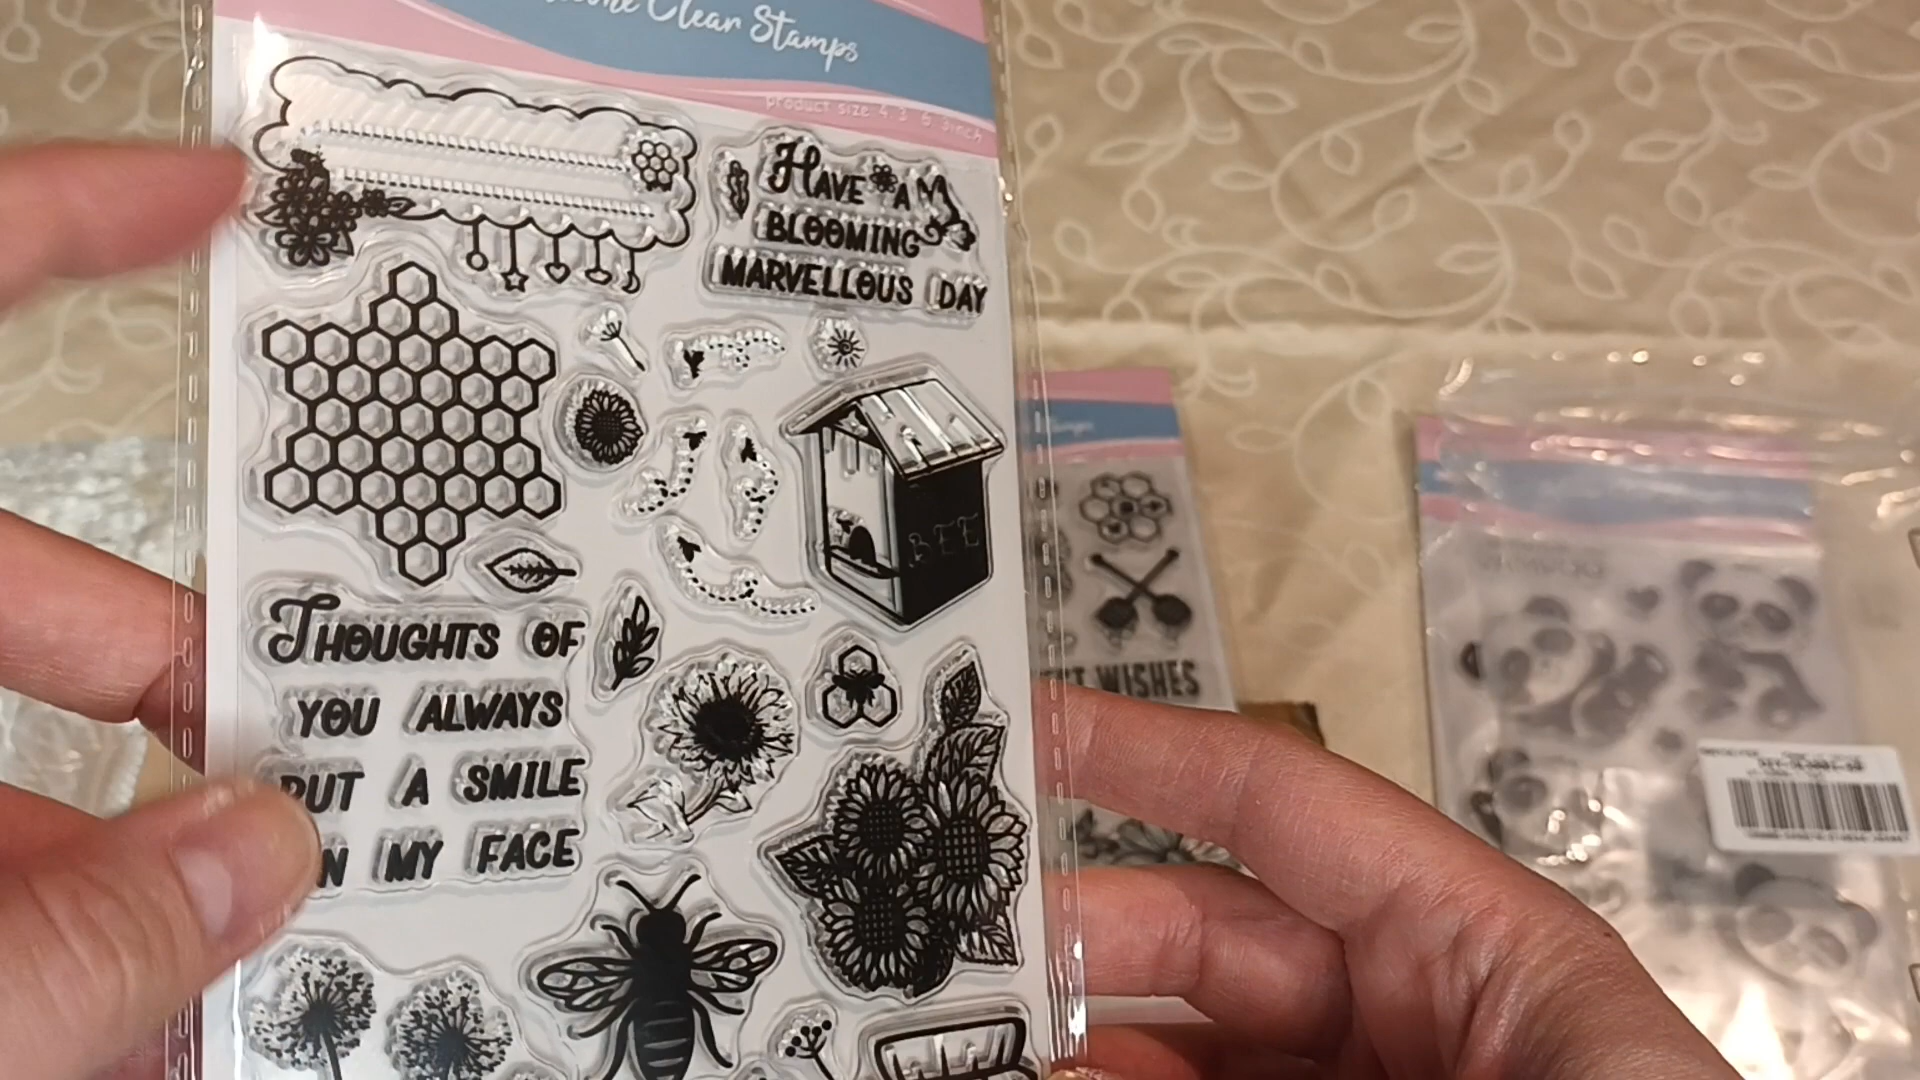 Clear Stamps
product size 4.3 6.3inch
HAVE A
BLOOMING
MARVELLOUS DAY
BEE
THOUGHTS OF
YOU ALWAYS
PUT A SMILE
MY FACE
WISHES